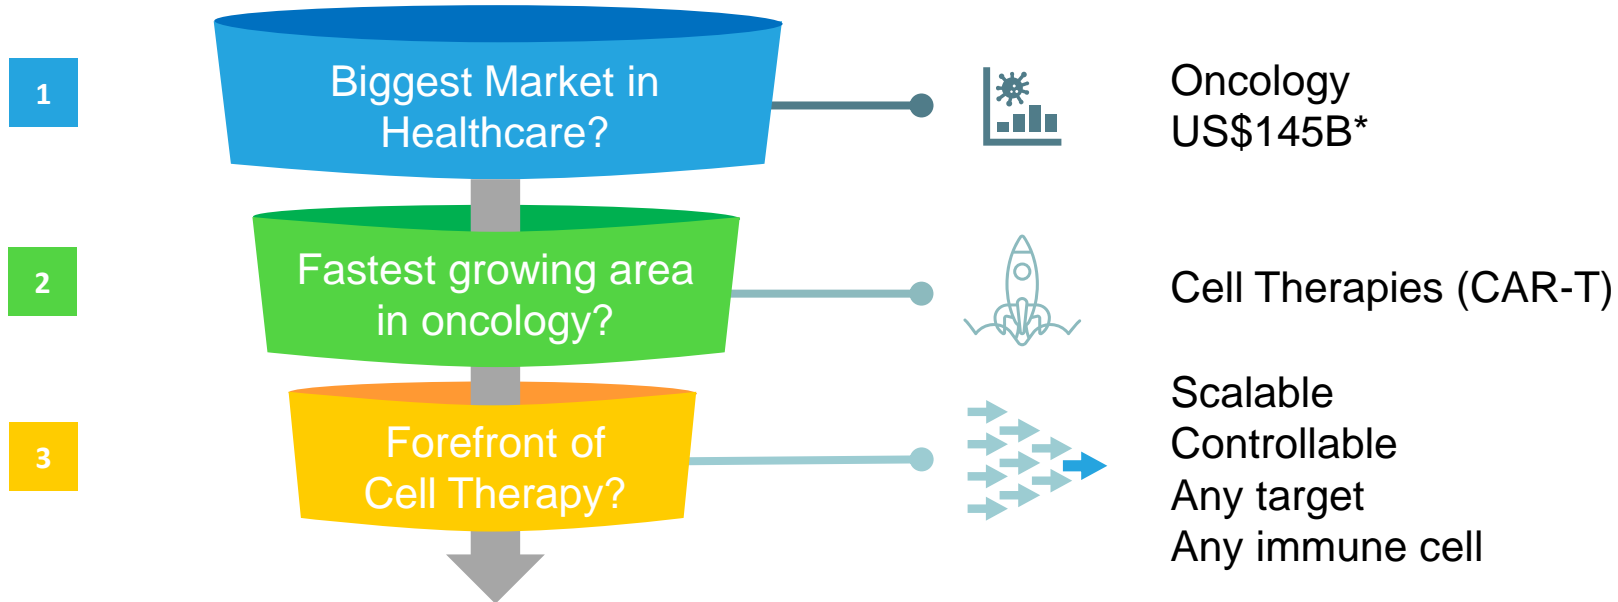 1
Biggest Market in
Healthcare?
Oncology
US$145B*
2
Fastest growing area
in oncology?
Cell Therapies (CAR-T)
3
Forefront of
Cell Therapy?
Scalable
Controllable
Any target
Any immune cell